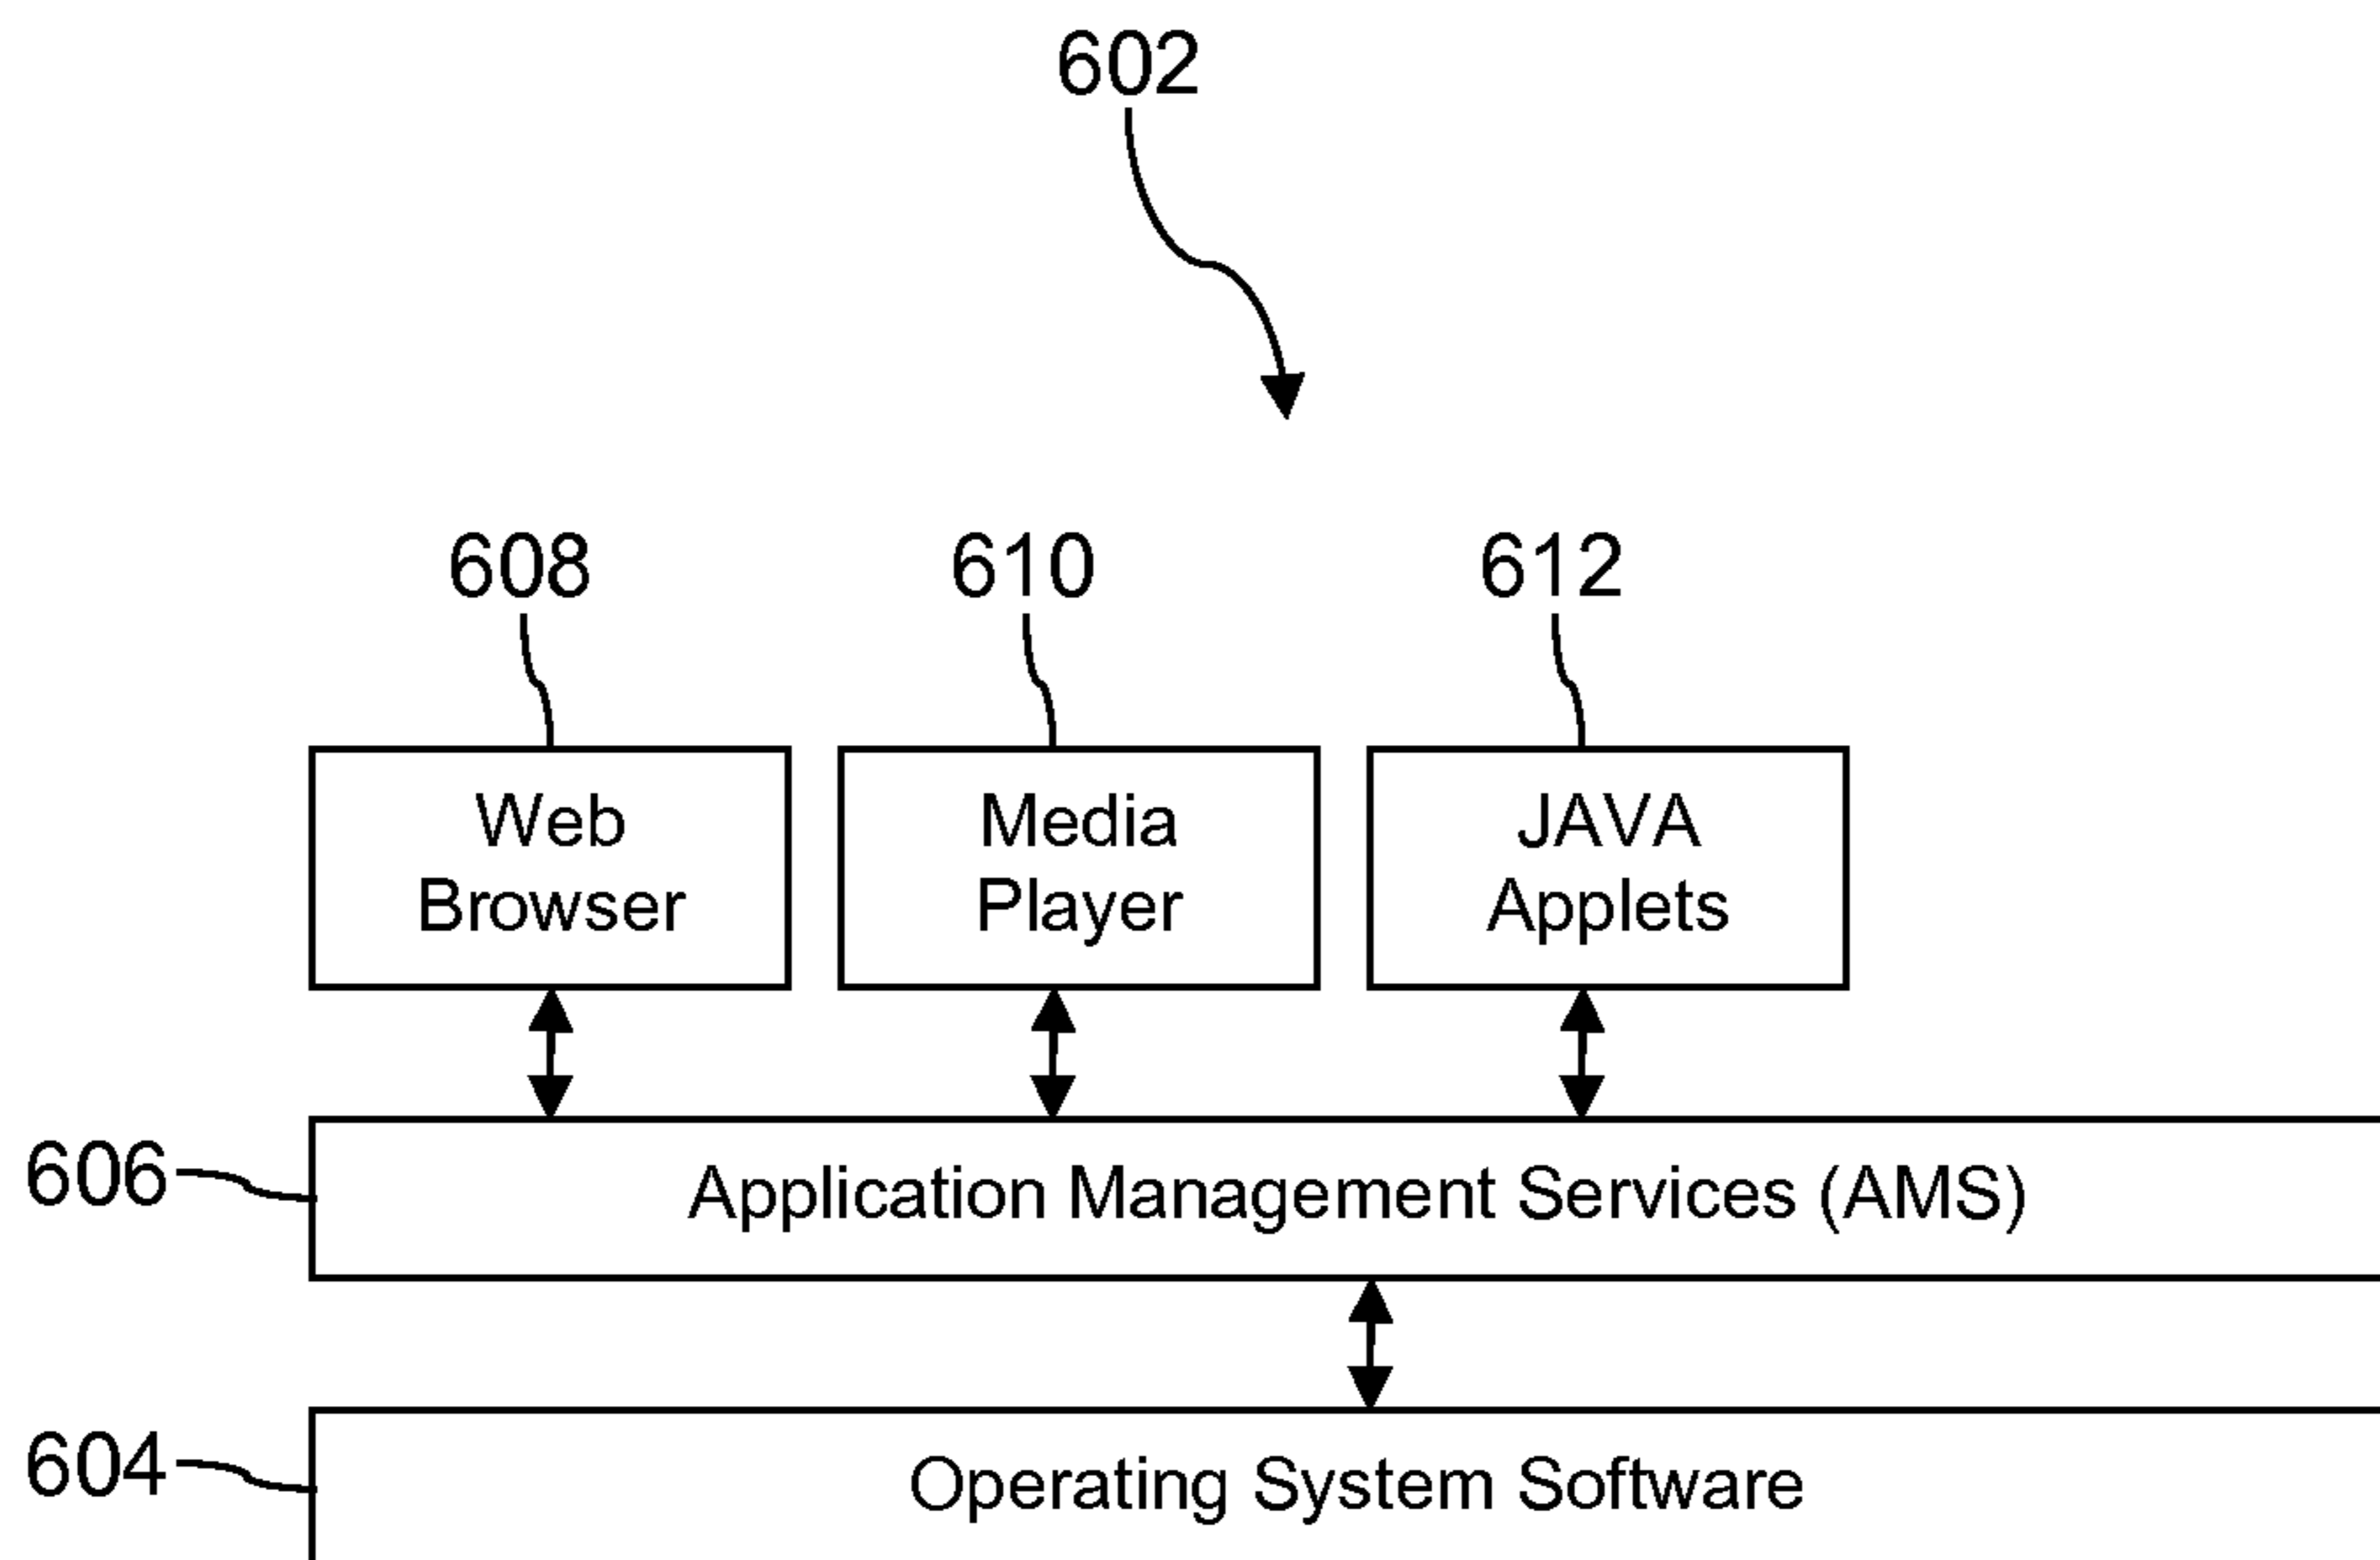 602
608
610
612
Web
Browser
Media
Player
JAVA
Applets
606
Application Management Services (AMS)
604
Operating System Software